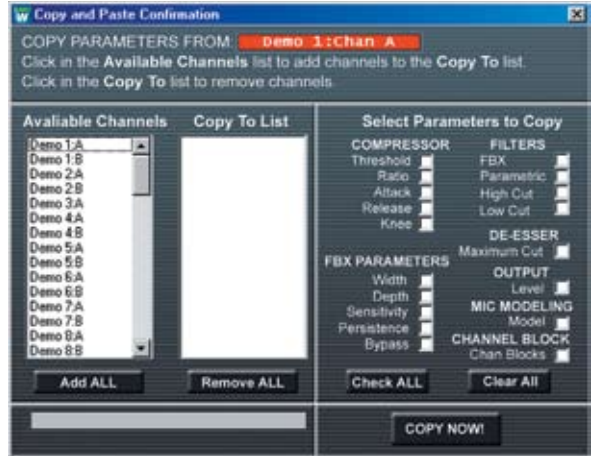 Copy and Paste Confirmation
COPY PARAMETERS FROM: Demo 1:Chan A
Click in the Available Channels list to add channels to the Copy To list.
Click in the Copy To list to remove channels.
Avaliable Channels
Demo 1:A
Demo 1:B
Demo 2:A
Demo 2:B
Demo 3:A
Demo 4:A
Demo 4:B
Demo 5:A
Demo 5:B
Demo 6:A
Demo 6:B
Demo 7:A
Demo 7:B
Demo 8:A
Demo 8:B
Add ALL
Copy To List
Remove ALL
Select Parameters to Copy
COMPRESSOR
Threshold
Ratio
Attack
Release
Knee
FBX PARAMETERS
Width
Depth
Sensitivity
Persistence
Bypass
FILTERS
FBX
Parametric
High Cut
Low Cut
DE-ESSER
Maximum Cut
OUTPUT
Level
MIC MODELING
Model
CHANNEL BLOCK
Chan Blocks
Check ALL
Clear All
COPY NOW!